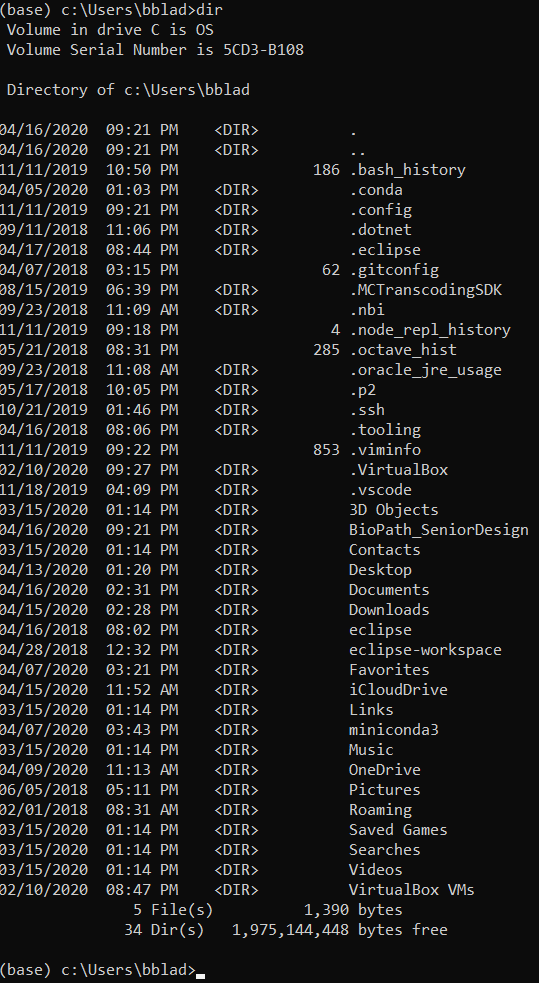 (base) c:\Users\bblad>dir
 Volume in drive C is OS
 Volume Serial Number is 5CD3-B108

 Directory of c:\Users\bblad

04/16/2020  09:21 PM    <DIR>          .
04/16/2020  09:21 PM    <DIR>          ..
11/11/2019  10:50 PM               186 .bash_history
04/05/2020  01:03 PM    <DIR>          .conda
11/11/2019  09:21 PM    <DIR>          .config
09/11/2018  11:06 PM    <DIR>          .dotnet
04/17/2018  08:44 PM    <DIR>          .eclipse
04/07/2018  03:15 PM                62 .gitconfig
08/15/2019  06:39 PM    <DIR>          .MCTranscodingSDK
09/23/2018  11:09 AM    <DIR>          .nbi
11/11/2019  09:18 PM                 4 .node_repl_history
05/21/2018  08:31 PM               285 .octave_hist
09/23/2018  11:08 AM    <DIR>          .oracle_jre_usage
05/17/2018  10:05 PM    <DIR>          .p2
10/21/2019  01:46 PM    <DIR>          .ssh
04/16/2018  08:06 PM    <DIR>          .tooling
11/11/2019  09:22 PM               853 .viminfo
02/10/2020  09:27 PM    <DIR>          .VirtualBox
11/18/2019  04:09 PM    <DIR>          .vscode
03/15/2020  01:14 PM    <DIR>          3D Objects
04/16/2020  09:21 PM    <DIR>          BioPath_SeniorDesign
03/15/2020  01:14 PM    <DIR>          Contacts
04/13/2020  01:20 PM    <DIR>          Desktop
04/16/2020  02:31 PM    <DIR>          Documents
04/15/2020  02:28 PM    <DIR>          Downloads
04/16/2018  08:02 PM    <DIR>          eclipse
04/28/2018  12:32 PM    <DIR>          eclipse-workspace
04/07/2020  03:21 PM    <DIR>          Favorites
04/15/2020  11:52 AM    <DIR>          iCloudDrive
03/15/2020  01:14 PM    <DIR>          Links
04/07/2020  03:43 PM    <DIR>          miniconda3
03/15/2020  01:14 PM    <DIR>          Music
04/09/2020  11:13 AM    <DIR>          OneDrive
06/05/2018  05:11 PM    <DIR>          Pictures
02/01/2018  08:31 AM    <DIR>          Roaming
03/15/2020  01:14 PM    <DIR>          Saved Games
03/15/2020  01:14 PM    <DIR>          Searches
03/15/2020  01:14 PM    <DIR>          Videos
02/10/2020  08:47 PM    <DIR>          VirtualBox VMs
               5 File(s)          1,390 bytes
              34 Dir(s)   1,975,144,448 bytes free

(base) c:\Users\bblad>